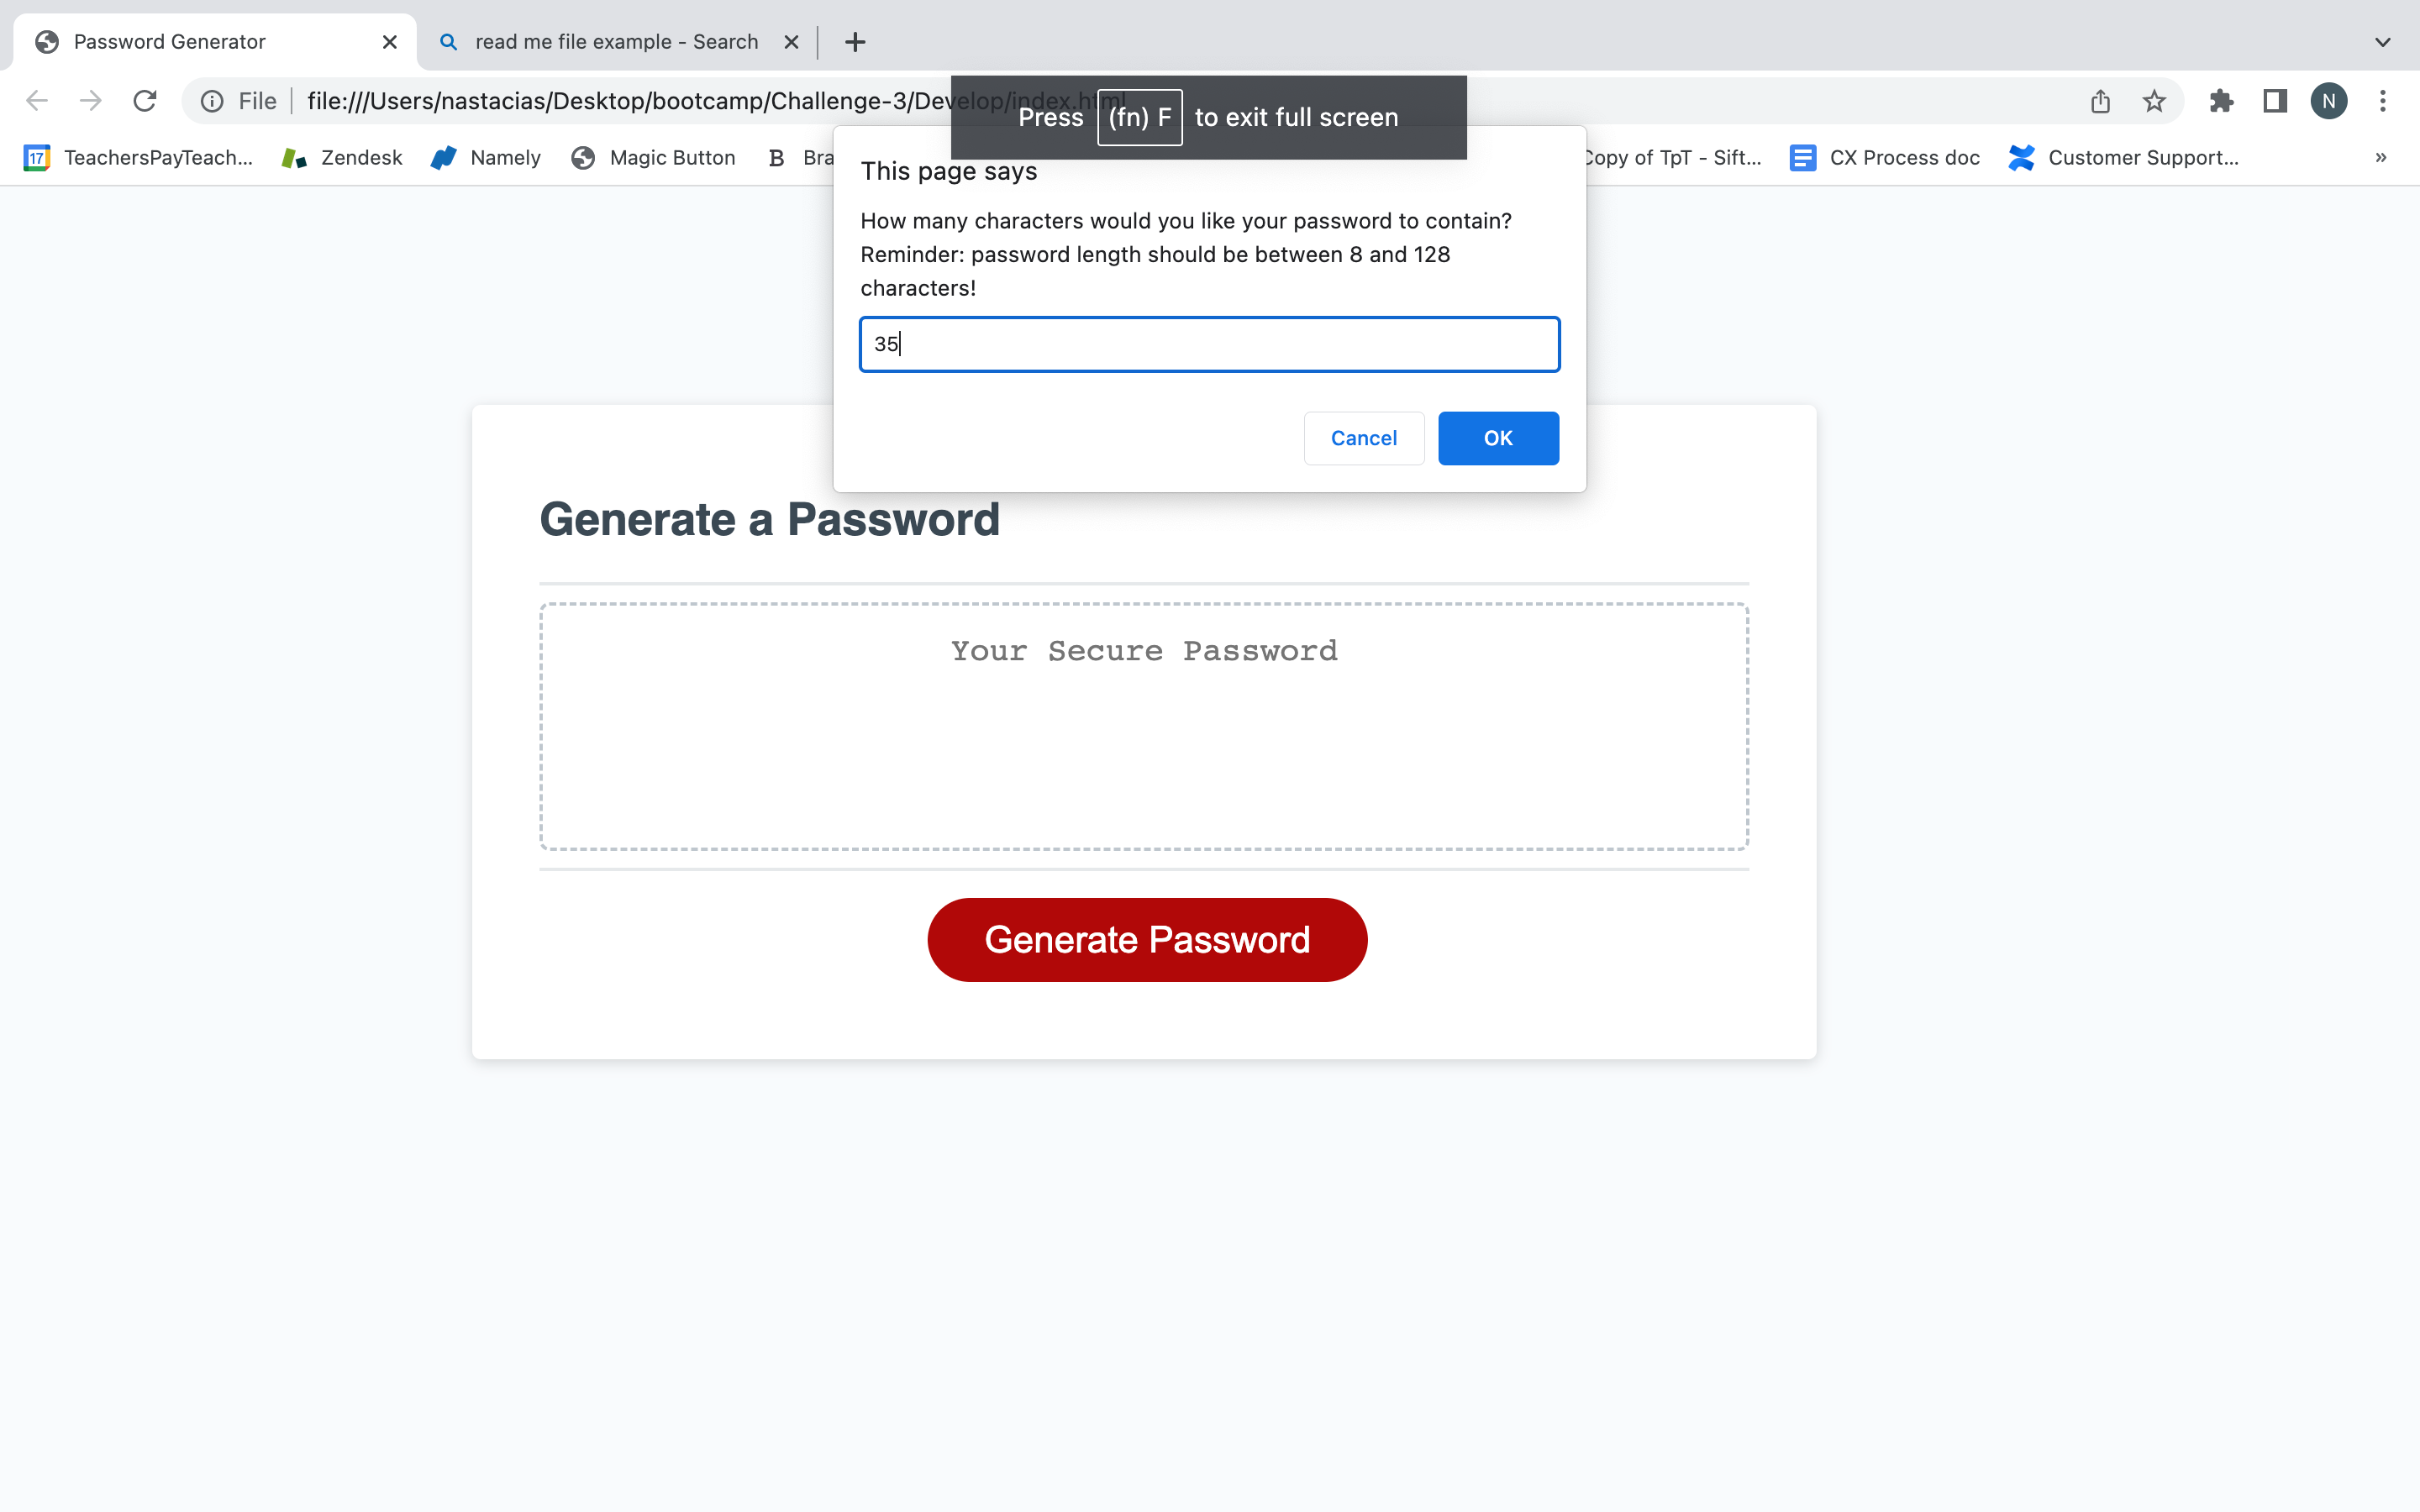 Password Generator
read me file example - Search
File
file:///Users/nastacias/Desktop/bootcamp/Challenge-3/Develop/index.html
N
Press (fn) F to exit full screen
17 TeachersPayTeach...
Zendesk
Namely
Magic Button
B Bra
Copy of TpT - Sift...
CX Process doc
Customer Support...
»
This page says
How many characters would you like your password to contain?
Reminder: password length should be between 8 and 128
characters!
35
Cancel
OK
Generate a Password
Your Secure Password
Generate Password